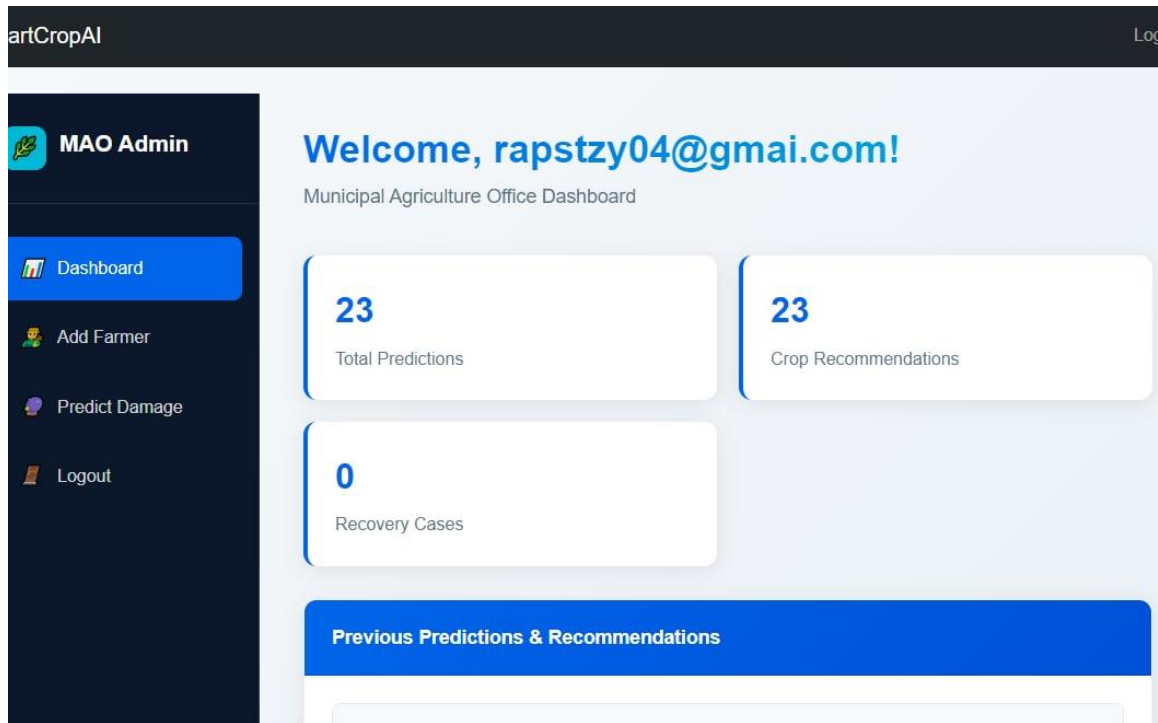 artCropAI
Log
MAO Admin
Dashboard
Add Farmer
Predict Damage
Logout
Welcome, rapstzy04@gmai.com!
Municipal Agriculture Office Dashboard
23
Total Predictions
23
Crop Recommendations
0
Recovery Cases
Previous Predictions & Recommendations